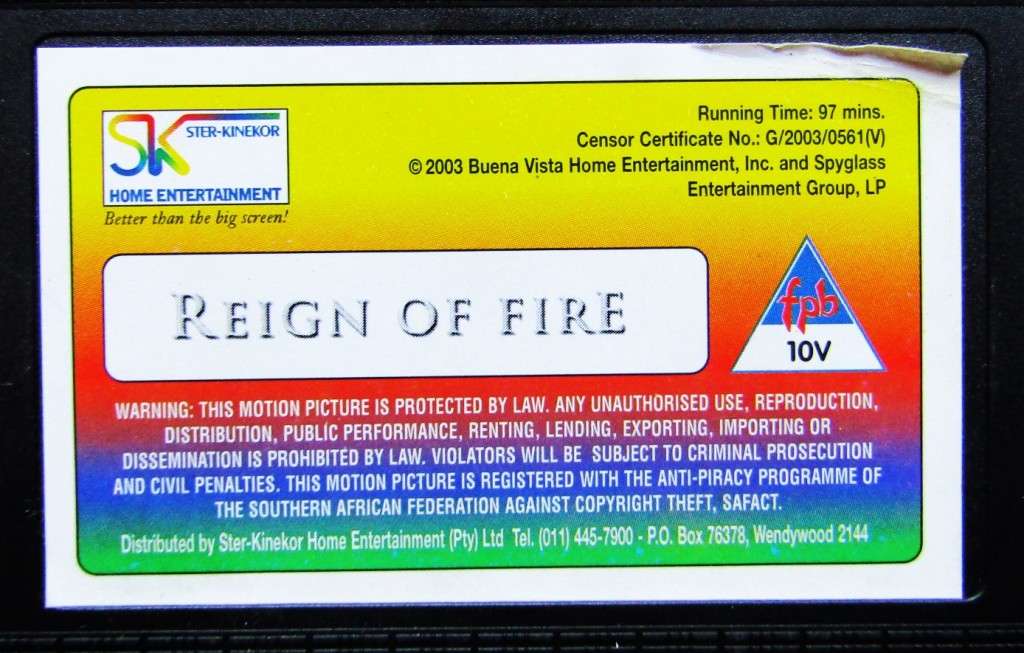 SK STER-KINEKOR
HOME ENTERTAINMENT
Better than the big screen!
Running Time: 97 mins.
Censor Certificate No.: G/2003/0561(V)
© 2003 Buena Vista Home Entertainment, Inc. and Spyglass
Entertainment Group, LP
REIGN OF FIRE
fpb
10V
WARNING: THIS MOTION PICTURE IS PROTECTED BY LAW. ANY UNAUTHORISED USE, REPRODUCTION,
DISTRIBUTION, PUBLIC PERFORMANCE, RENTING, LENDING, EXPORTING, IMPORTING OR
DISSEMINATION IS PROHIBITED BY LAW. VIOLATORS WILL BE SUBJECT TO CRIMINAL PROSECUTION
AND CIVIL PENALTIES. THIS MOTION PICTURE IS REGISTERED WITH THE ANTI-PIRACY PROGRAMME OF
THE SOUTHERN AFRICAN FEDERATION AGAINST COPYRIGHT THEFT, SAFACT.
Distributed by Ster-Kinekor Home Entertainment (Pty) Ltd Tel. (011) 445-7900 - P.O. Box 76378, Wendywood 2144